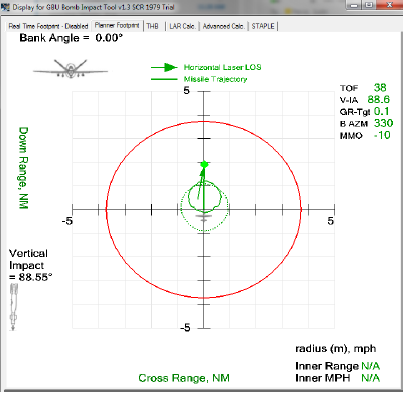 Display for GBU Bomb Impact Tool v1.3 SCR 1979 Trial
Real Time Footprint - Disabled
Planner Footprint
THB
LAR Calc.
Advanced Calc.
STAPLE
Bank Angle = 0.00°
Horizontal Laser LOS
Missile Trajectory
TOF 38
V-IA 88.6
GR-Tgt 0.1
B AZM 330
MMO -10
5
Down Range, NM
-5
5
Vertical
Impact
= 88.55°
-5
radius (m), mph
Cross Range, NM
Inner Range N/A
Inner MPH N/A